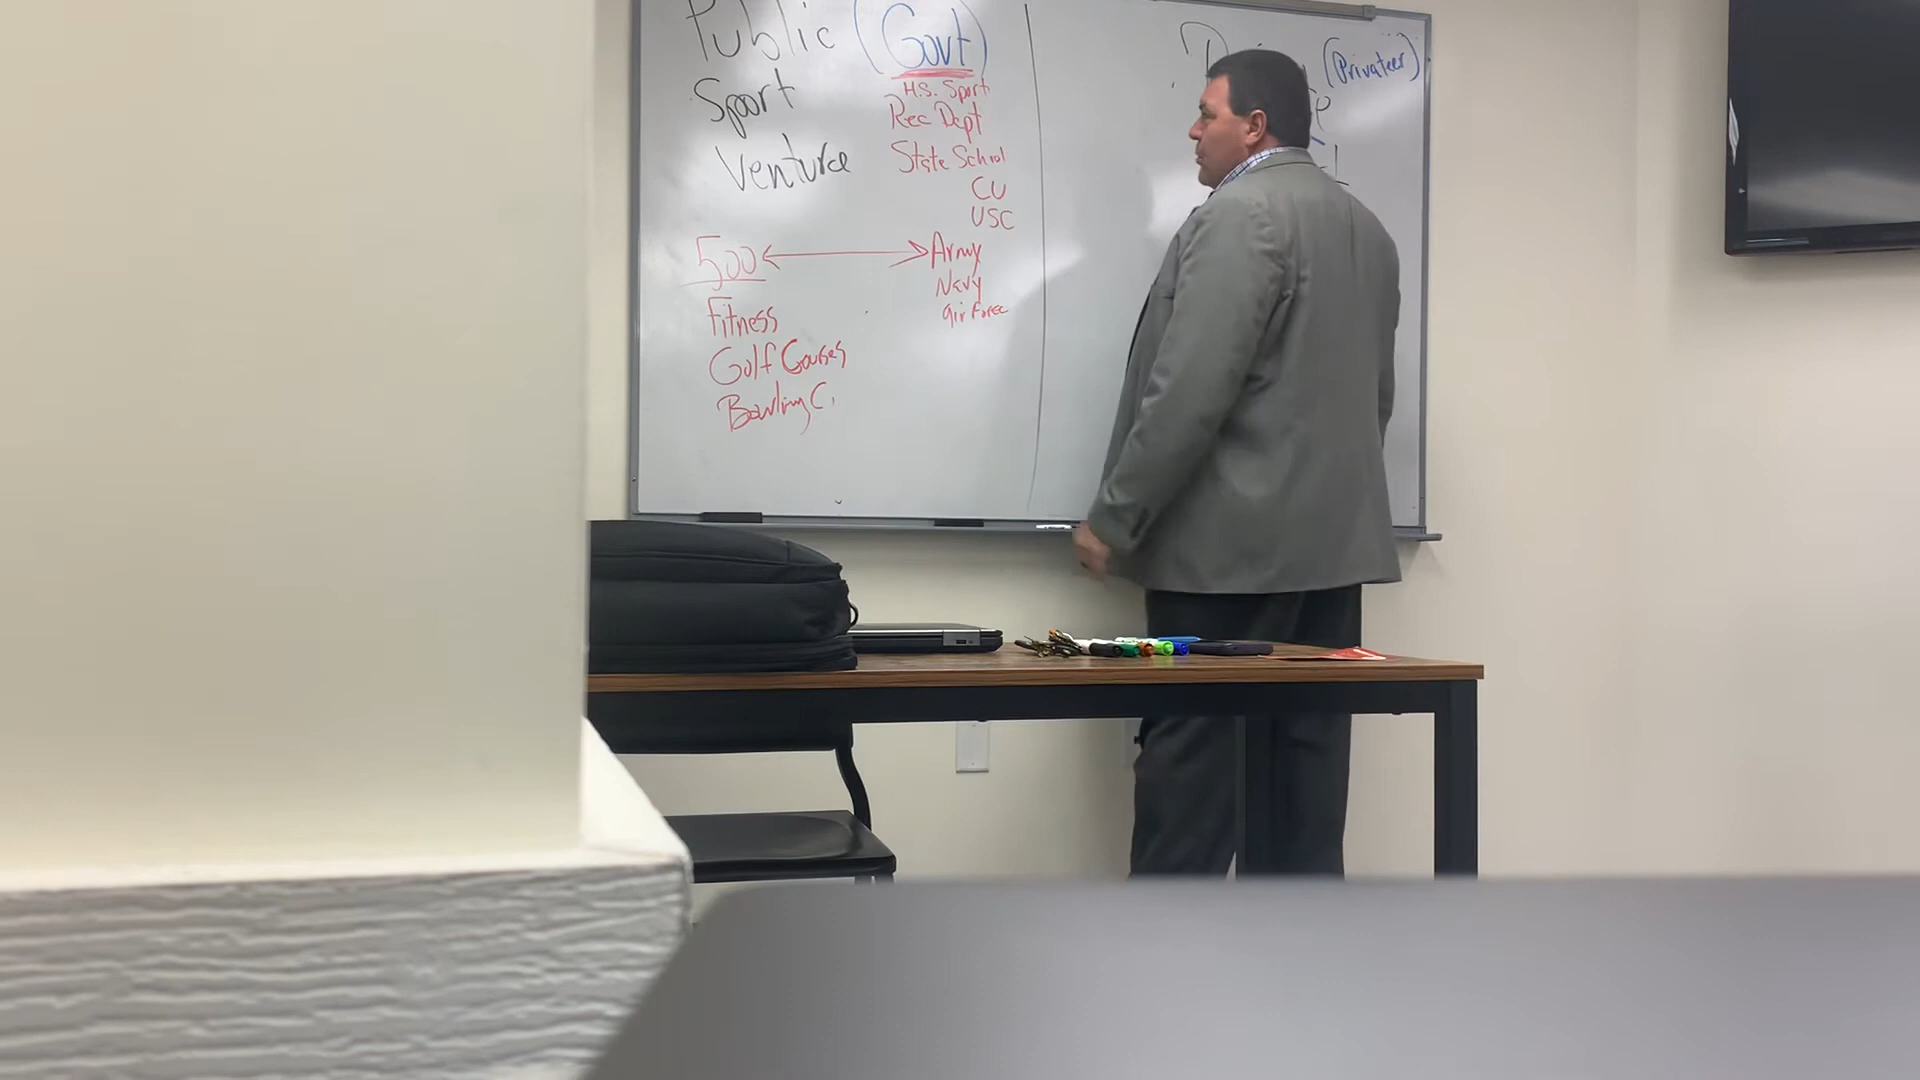 Public (Govt)
Sport
Venture
H.S. Sport
Rec Dept
State School
CU
USC
500 Army
Navy
Air Force
Fitness
Golf Courses
Bowling C.
(Privateer)